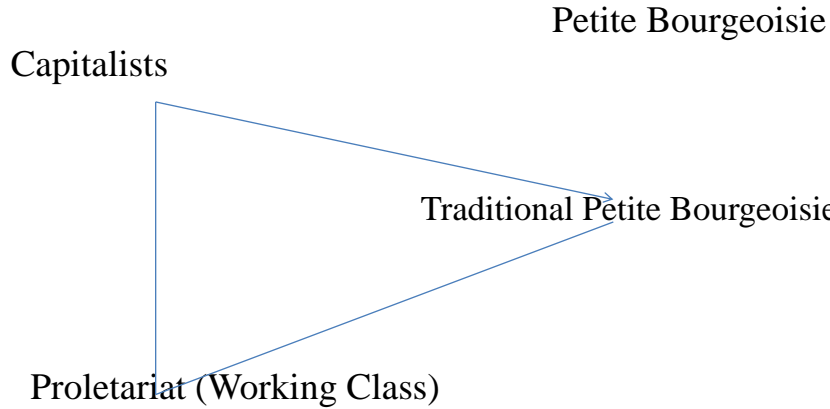 Petite Bourgeoisie
Capitalists
Traditional Petite Bourgeoisie
Proletariat (Working Class)